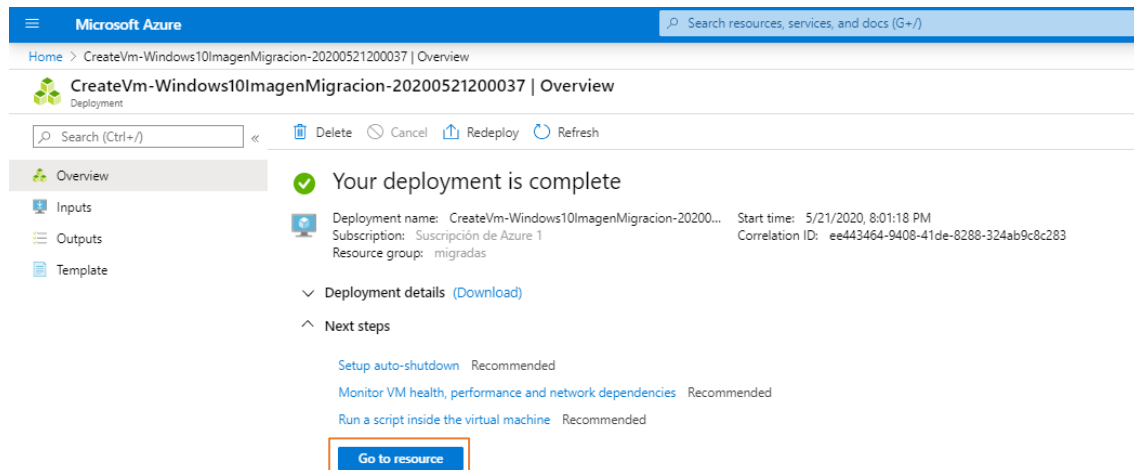 Microsoft Azure
Search resources, services, and docs (G+/)
Home > CreateVm-Windows10ImagenMigracion-20200521200037 | Overview
CreateVm-Windows10ImagenMigracion-20200521200037 | Overview
Deployment
Search (Ctrl+/)
«
Delete
Cancel
Redeploy
Refresh
Overview
Inputs
Outputs
Template
Your deployment is complete
Deployment name: CreateVm-Windows10ImagenMigracion-20200...
Subscription: Suscripción de Azure 1
Resource group: migradas
Start time: 5/21/2020, 8:01:18 PM
Correlation ID: ee443464-9408-41de-8288-324ab9c8c283
Deployment details (Download)
Next steps
Setup auto-shutdown Recommended
Monitor VM health, performance and network dependencies Recommended
Run a script inside the virtual machine Recommended
Go to resource